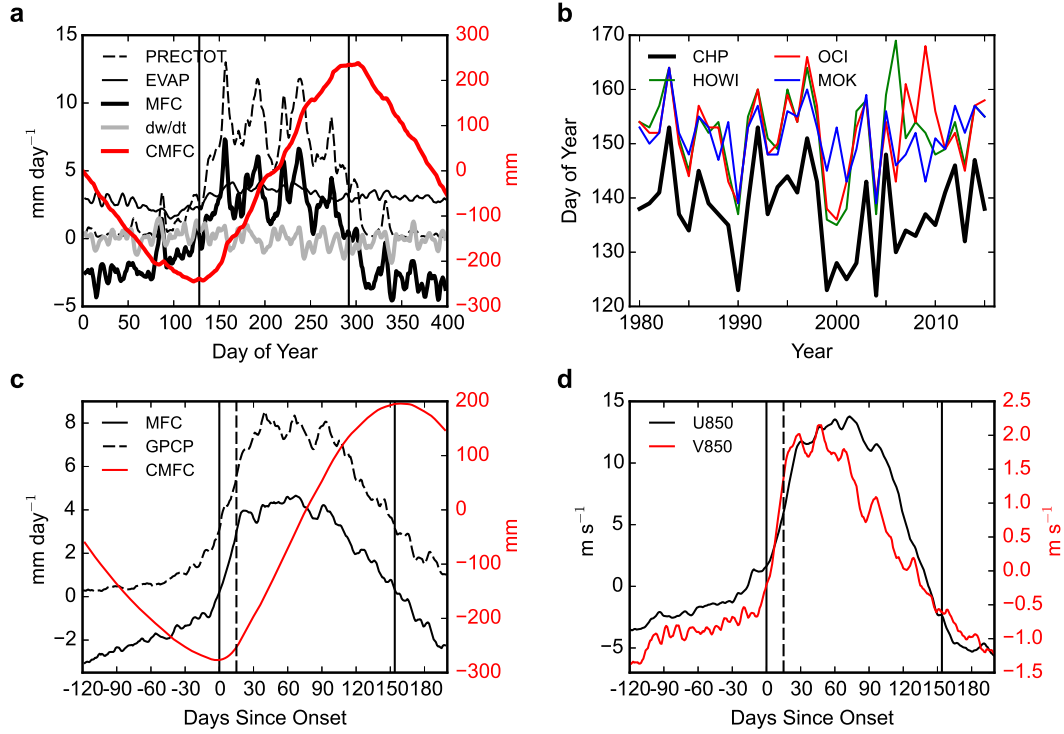 a
15
10
5
0
−5
mm day⁻¹
PRECTOT
EVAP
MFC
dw/dt
CMFC
300
200
100
0
−100
−200
−300
mm
0 50 100 150 200 250 300 350 400
Day of Year
b
170
160
150
140
130
120
Day of Year
CHP OCI
HOWI MOK
1980 1990 2000 2010
Year
c
8
6
4
2
0
−2
mm day⁻¹
MFC
GPCP
CMFC
200
100
0
−100
−200
−300
mm
-120 -90 -60 -30 0 30 60 90 120 150 180
Days Since Onset
d
15
10
5
0
−5
m s⁻¹
U850
V850
2.5
2.0
1.5
1.0
0.5
0.0
−0.5
−1.0
−1.5
m s⁻¹
-120 -90 -60 -30 0 30 60 90 120 150 180
Days Since Onset